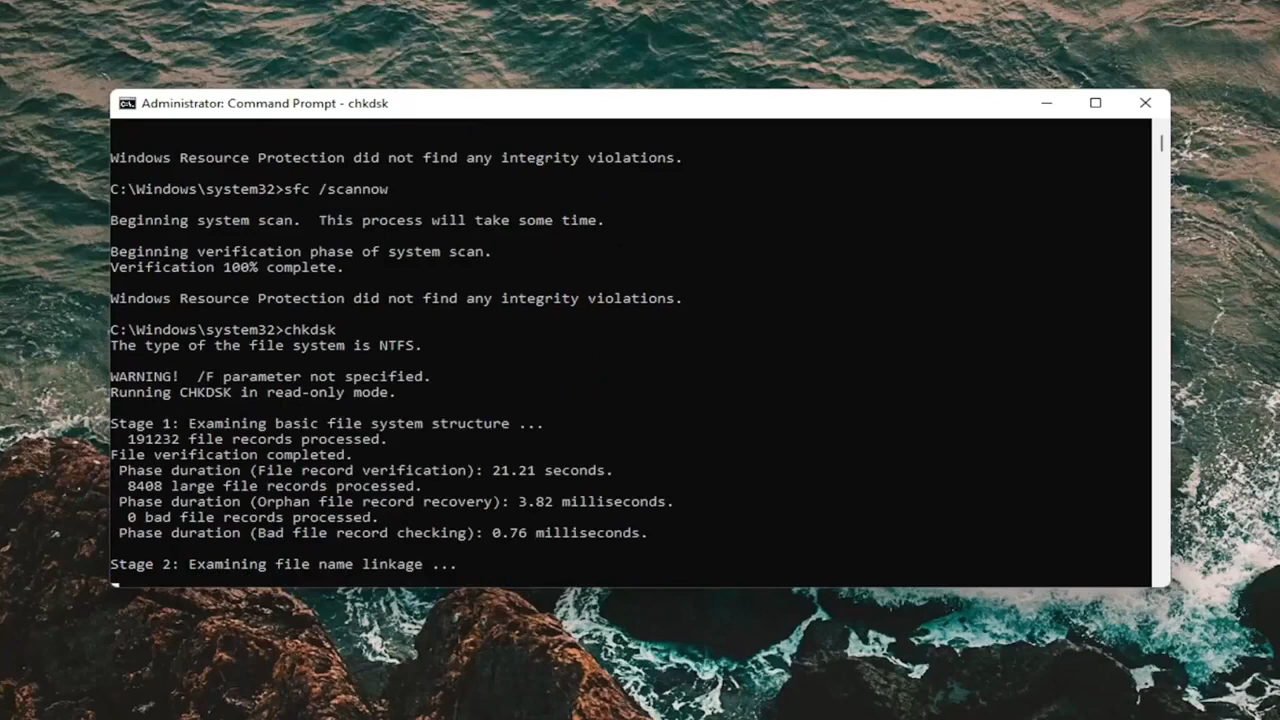 Administrator: Command Prompt - chkdsk
Windows Resource Protection did not find any integrity violations.
C:\Windows\system32>sfc /scannow
Beginning system scan.  This process will take some time.
Beginning verification phase of system scan.
Verification 100% complete.
Windows Resource Protection did not find any integrity violations.
C:\Windows\system32>chkdsk
The type of the file system is NTFS.
WARNING!  /F parameter not specified.
Running CHKDSK in read-only mode.
Stage 1: Examining basic file system structure ...
191232 file records processed.
File verification completed.
Phase duration (File record verification): 21.21 seconds.
8408 large file records processed.
Phase duration (Orphan file record recovery): 3.82 milliseconds.
0 bad file records processed.
Phase duration (Bad file record checking): 0.76 milliseconds.
Stage 2: Examining file name linkage ...